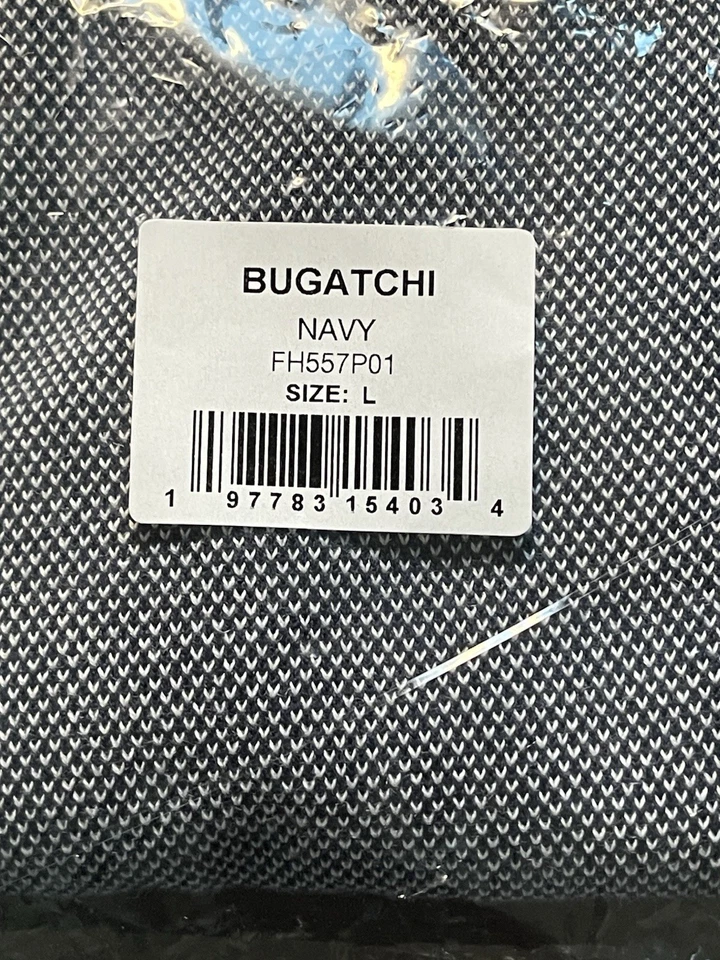 BUGATCHI
NAVY
FH557P01
SIZE: L
1 97783 15403 4